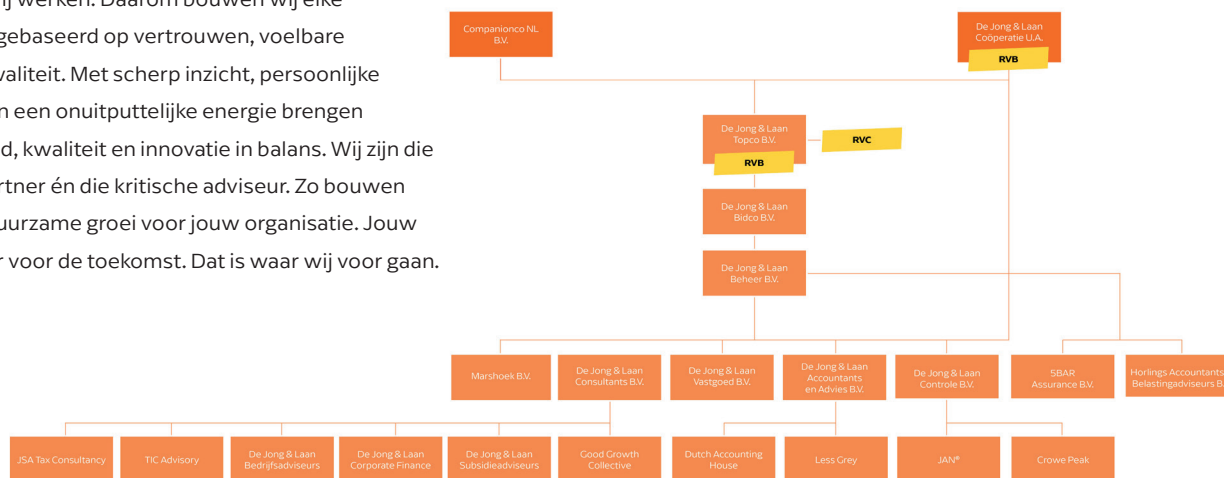 werken. Daarom bouwen wij elke
gebaseerd op vertrouwen, voelbare
Met scherp inzicht, persoonlijke
een onuitputtelijke energie brengen
kwaliteit en innovatie in balans. Wij zijn die
én die kritische adviseur. Zo bouwen
groei voor jouw organisatie. Jouw
voor de toekomst. Dat is waar wij voor gaan.
Companionco NL
B.V.
De Jong & Laan
Coöperatie U.A.
RVB
De Jong & Laan
Topco B.V.
RVC
RVB
De Jong & Laan
Bidco B.V.
De Jong & Laan
Beheer B.V.
Marshoek B.V.
De Jong & Laan
Consultants B.V.
De Jong & Laan
Vastgoed B.V.
De Jong & Laan
Accountants
en Advies B.V.
De Jong & Laan
Controle B.V.
5BAR
Assurance B.V.
Horlings Accountants
Belastingadviseurs
JSA Tax Consultancy
TIC Advisory
De Jong & Laan
Bedrijfsadviseurs
De Jong & Laan
Corporate Finance
De Jong & Laan
Subsidieadviseurs
Good Growth
Collective
Dutch Accounting
House
Less Grey
JAN®
Crowe Peak